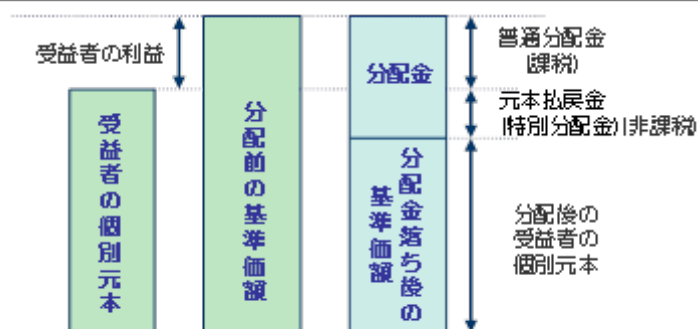 受益者の利益
受益者の個別元本
分配前の基準価額
分配金
分配金落ち後の
基準価額
普通分配金
(課税)
元本払戻金
(特別分配金)(非課税)
分配後の
受益者の
個別元本